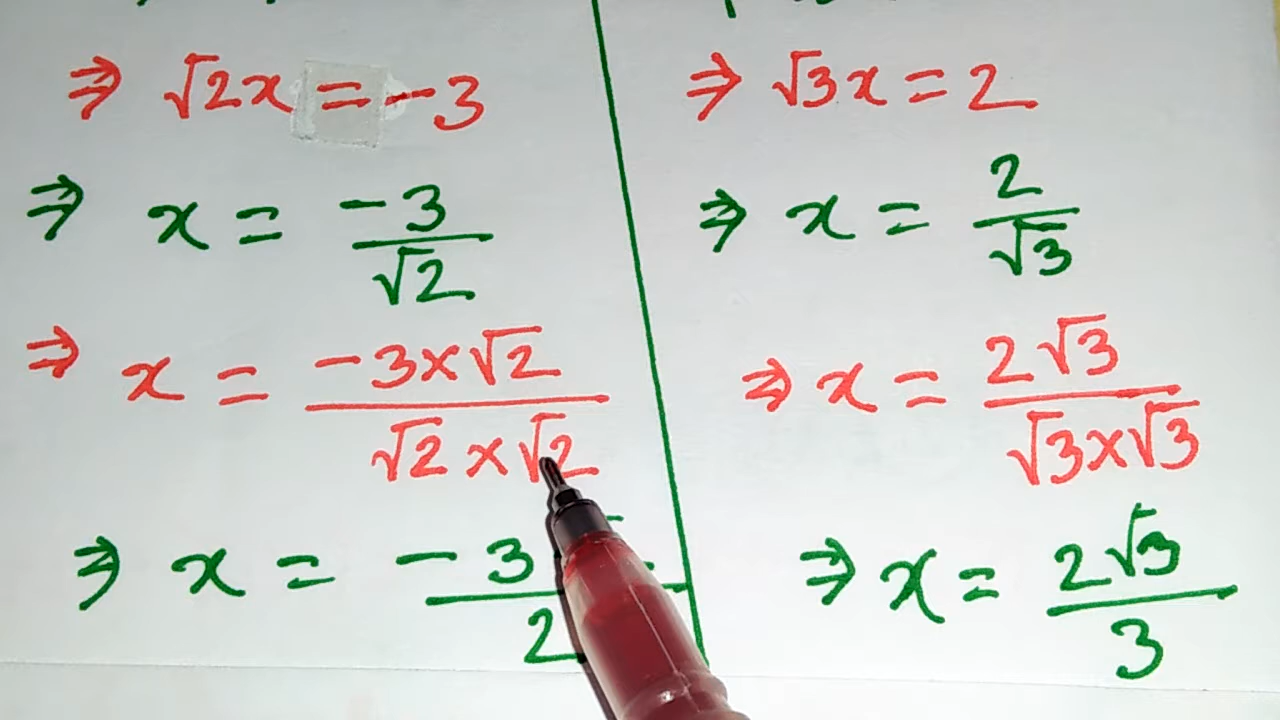 ⇒ √2x = -3
⇒ x = -3/√2
⇒ x = -3×√2/√2×√2
⇒ x = -3/2
⇒ √3x = 2
⇒ x = 2/√3
⇒ x = 2√3/√3×√3
⇒ x = 2√3/3